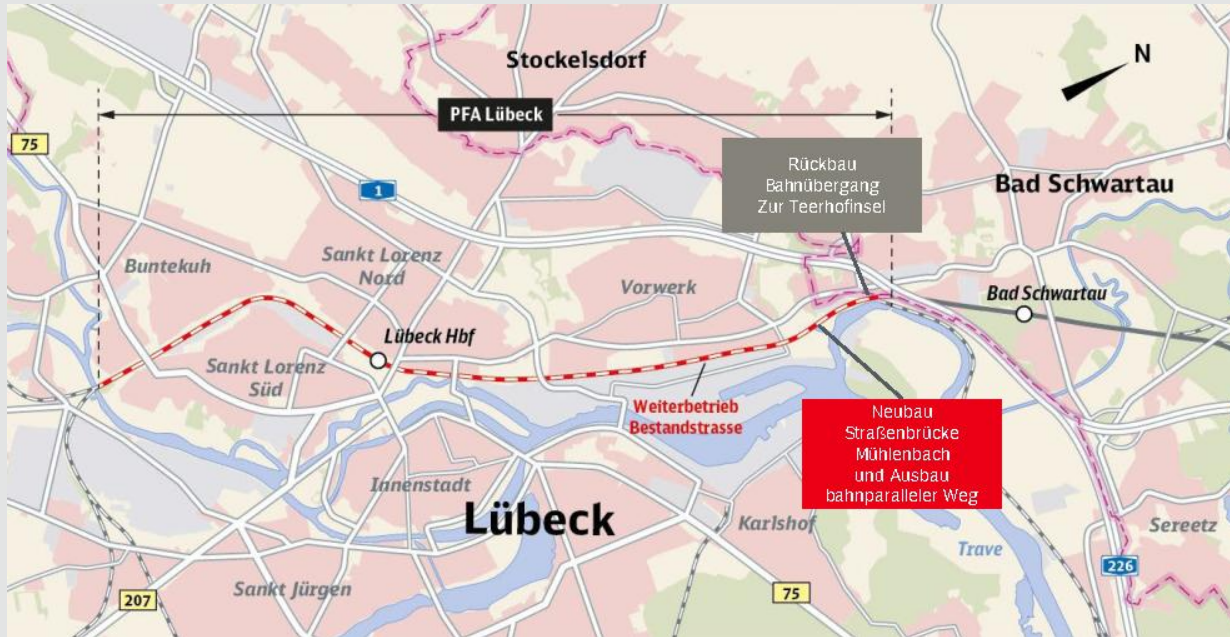 Stockelsdorf
N
PFA Lübeck
75
1
Rückbau
Bahnübergang
Zur Teerhofinsel
Bad Schwartau
Buntekuh
Sankt Lorenz
Nord
Vorwerk
Bad Schwartau
Lübeck Hbf
Sankt Lorenz
Süd
Weiterbetrieb
Bestandstrasse
Neubau
Straßenbrücke
Mühlenbach
und Ausbau
bahnparalleler Weg
Innenstadt
Lübeck
Karlshof
Sereetz
Trave
226
Sankt Jürgen
207
75